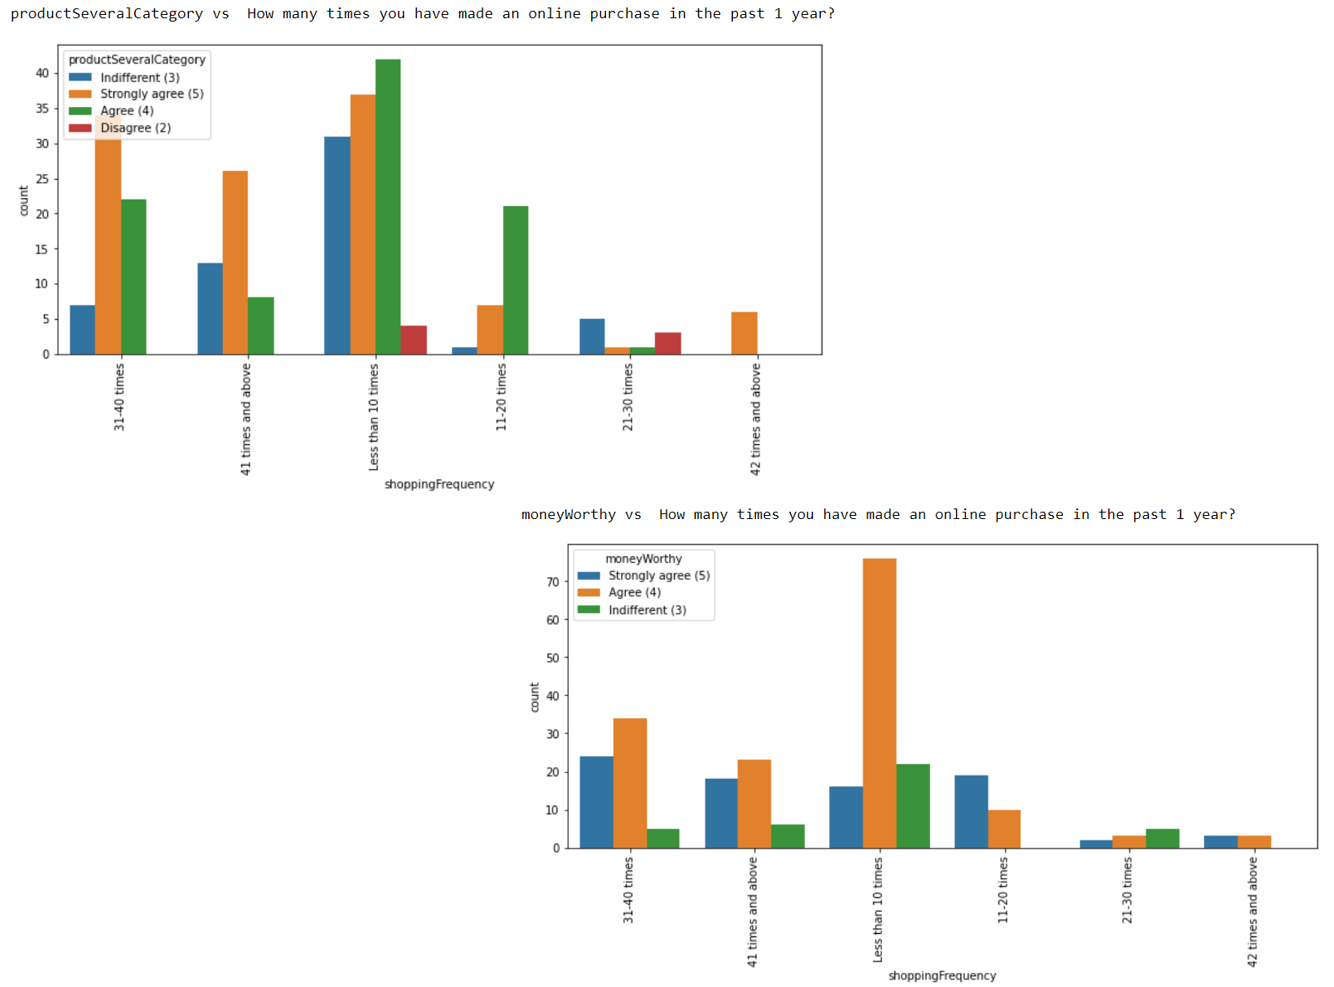 productSeveralCategory vs  How many times you have made an online purchase in the past 1 year?
productSeveralCategory
Indifferent (3)
Strongly agree (5)
Agree (4)
Disagree (2)
40
35
30
25
20
15
10
5
0
count
31-40 times
41 times and above
Less than 10 times
11-20 times
21-30 times
42 times and above
shoppingFrequency
moneyWorthy vs  How many times you have made an online purchase in the past 1 year?
moneyWorthy
Strongly agree (5)
Agree (4)
Indifferent (3)
70
60
50
40
30
20
10
0
count
31-40 times
41 times and above
Less than 10 times
11-20 times
21-30 times
42 times and above
shoppingFrequency